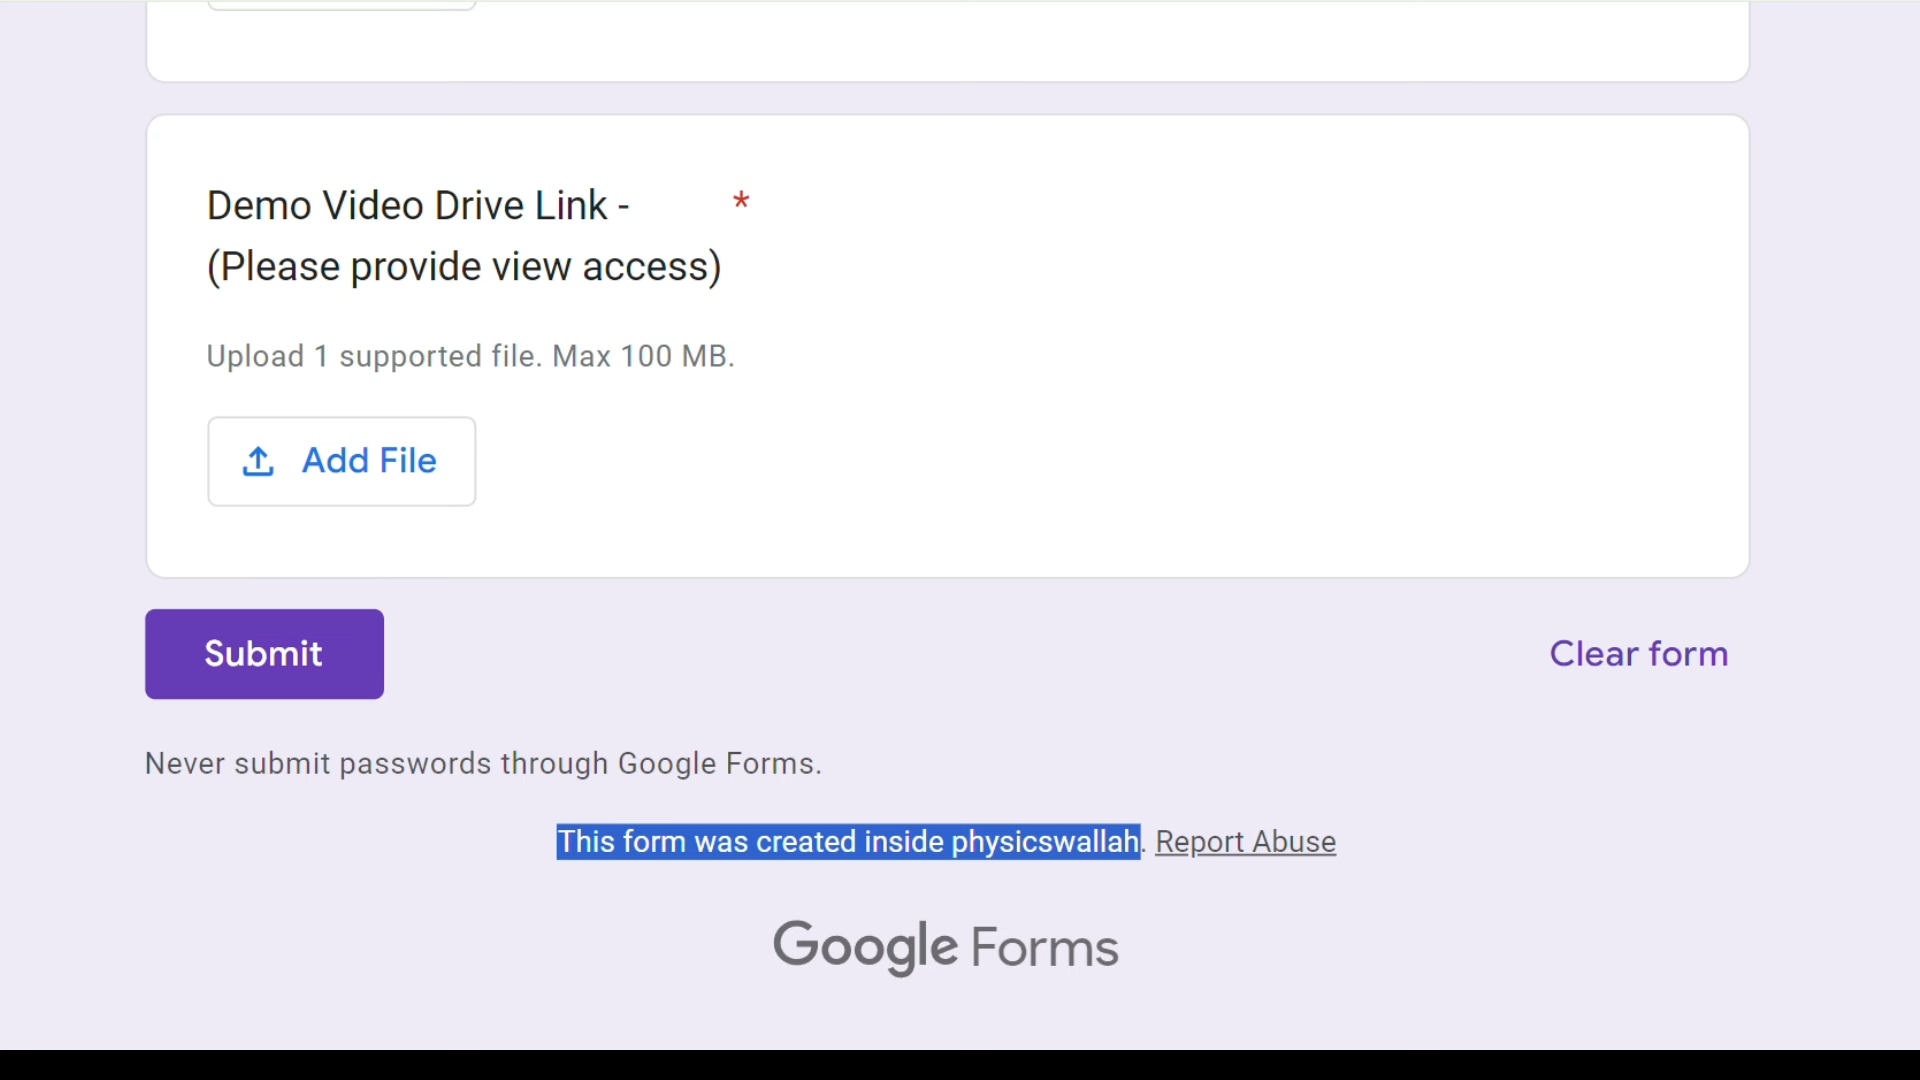 Demo Video Drive Link - *
(Please provide view access)
Upload 1 supported file. Max 100 MB.
Add File
Submit
Clear form
Never submit passwords through Google Forms.
This form was created inside physicswallah. Report Abuse
Google Forms